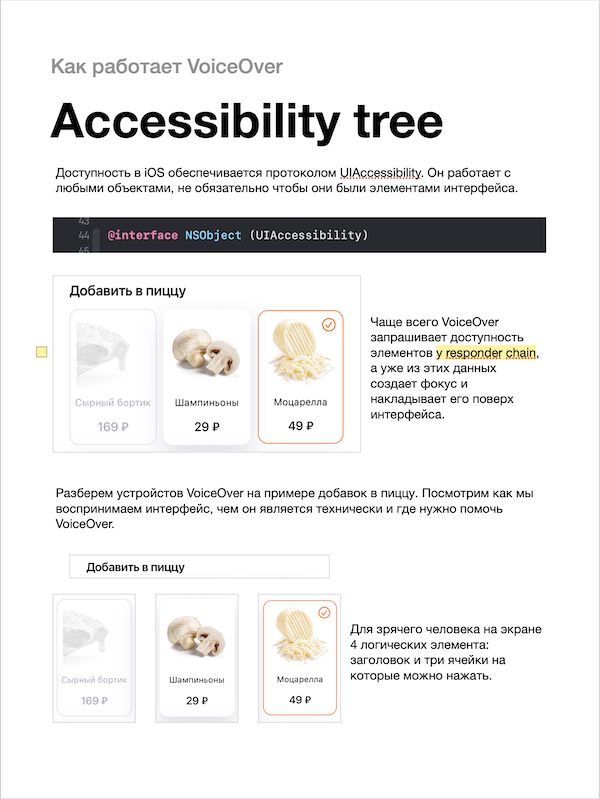 Как работает VoiceOver
Accessibility tree
Доступность в iOS обеспечивается протоколом UIAccessibility. Он работает с
любыми объектами, не обязательно чтобы они были элементами интерфейса.
43
44 @interface NSObject (UIAccessibility)
45
Добавить в пиццу
Сырный бортик
169 ₽
Шампиньоны
29 ₽
Моцарелла
49 ₽
Чаще всего VoiceOver
запрашивает доступность
элементов у responder chain,
а уже из этих данных
создает фокус и
накладывает его поверх
интерфейса.
Разберем устройстов VoiceOver на примере добавок в пиццу. Посмотрим как мы
воспринимаем интерфейс, чем он является технически и где нужно помочь
VoiceOver.
Добавить в пиццу
Сырный бортик
169 ₽
Шампиньоны
29 ₽
Моцарелла
49 ₽
Для зрячего человека на экране
4 логических элемента:
заголовок и три ячейки на
которые можно нажать.